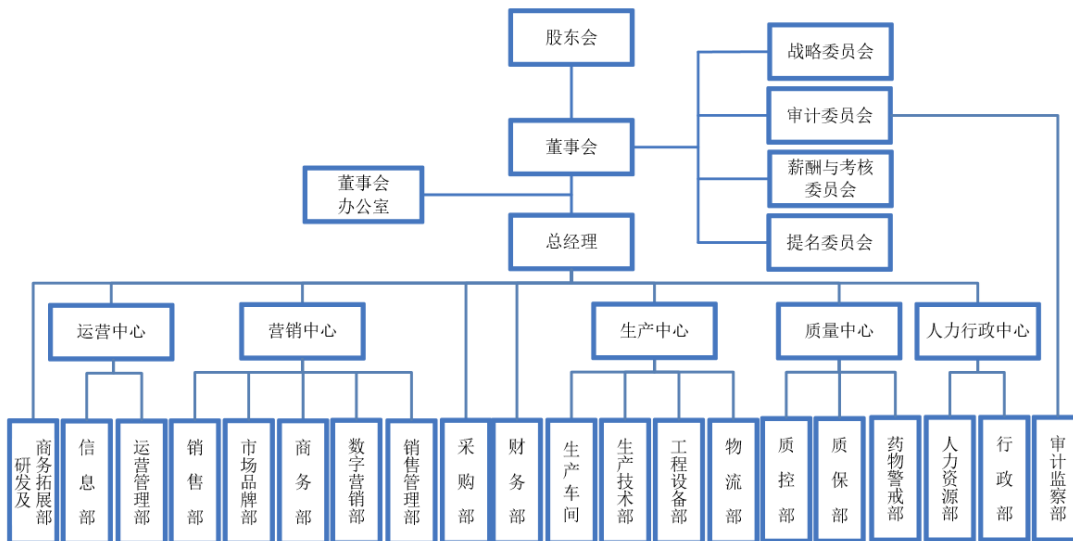 股东会
战略委员会
审计委员会
董事会
薪酬与考核
委员会
董事会
办公室
总经理
提名委员会
运营中心
营销中心
生产中心
质量中心
人力行政中心
研发及
商务拓展部
信息部
运营管理部
销售部
市场品牌部
商务部
数字营销部
销售管理部
采购部
财务部
生产车间
生产技术部
工程设备部
物流部
质控部
质保部
药物警戒部
人力资源部
行政部
审计监察部